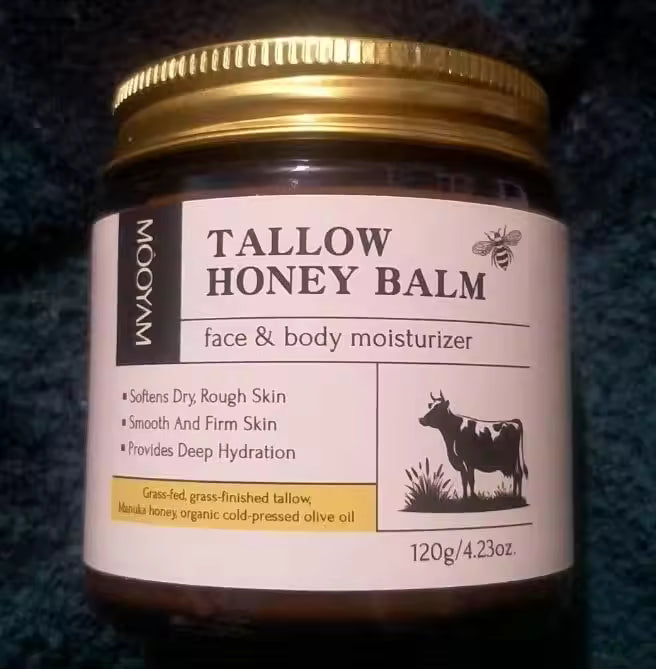 MÓOYAM
TALLOW
HONEY BALM
face & body moisturizer
▪ Softens Dry, Rough Skin
▪ Smooth And Firm Skin
▪ Provides Deep Hydration
Grass-fed, grass-finished tallow,
Manuka honey, organic cold-pressed olive oil
120g/4.23oz.